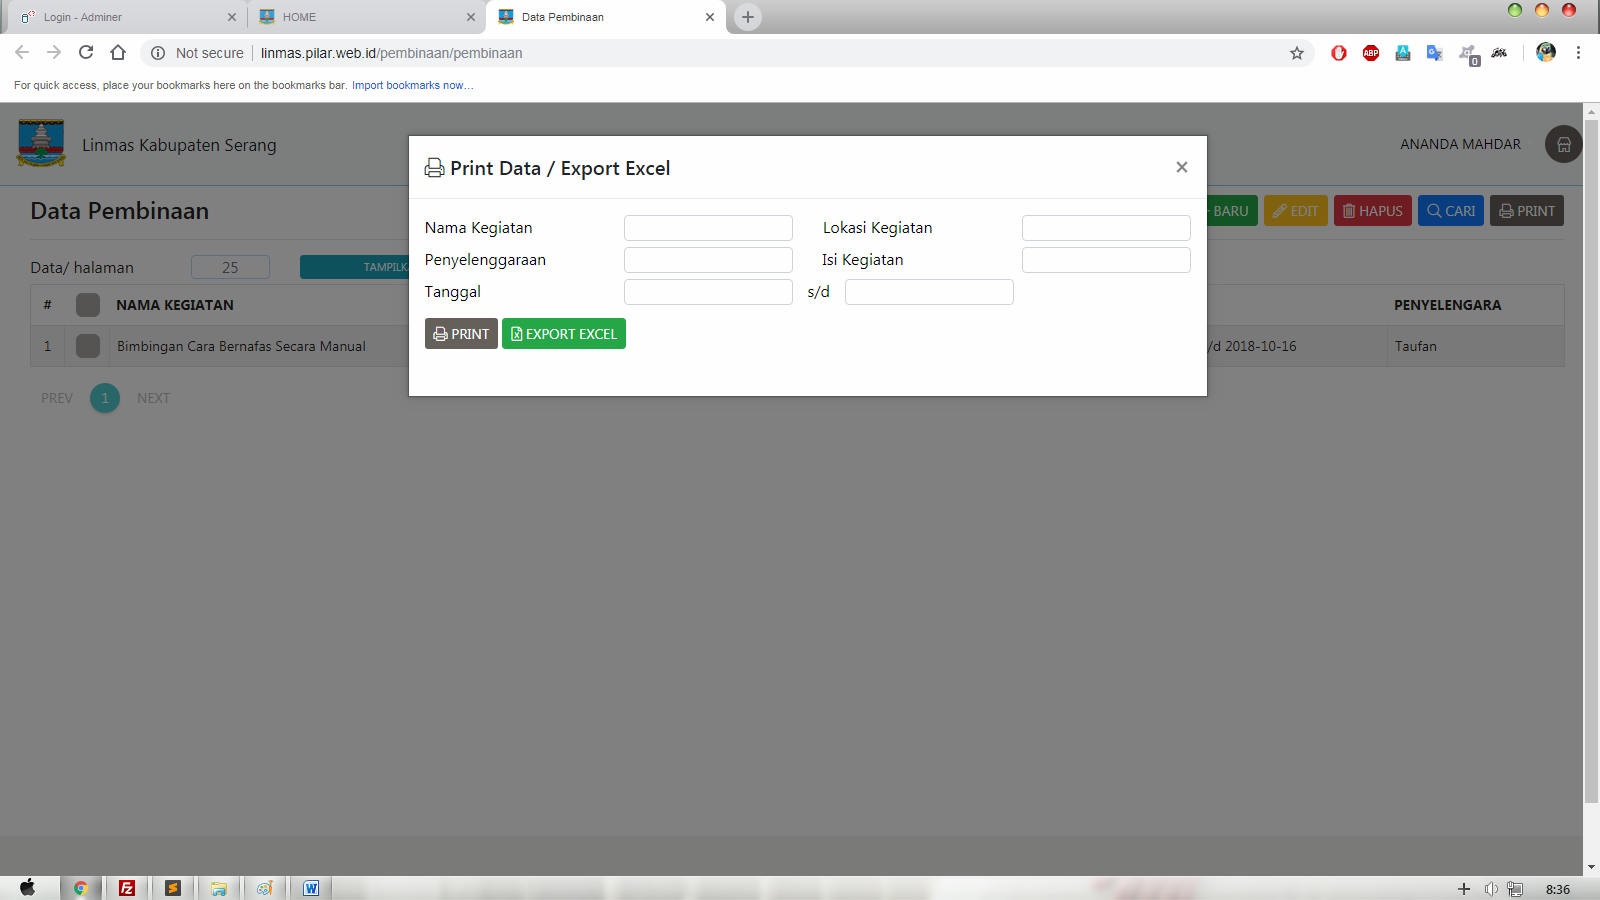 Login - Adminer
HOME
Data Pembinaan
Not secure
linmas.pilar.web.id/pembinaan/pembinaan
ABP
0
For quick access, place your bookmarks here on the bookmarks bar. Import bookmarks now...
Linmas Kabupaten Serang
ANANDA MAHDAR
Print Data / Export Excel
Data Pembinaan
BARU
EDIT
HAPUS
CARI
PRINT
Nama Kegiatan
Lokasi Kegiatan
Penyelenggaraan
Isi Kegiatan
Tanggal
s/d
PRINT
EXPORT EXCEL
Data/ halaman
25
# NAMA KEGIATAN
PENYELENGARA
1 Bimbingan Cara Bernafas Secara Manual
/d 2018-10-16
Taufan
PREV
1
NEXT
8:36